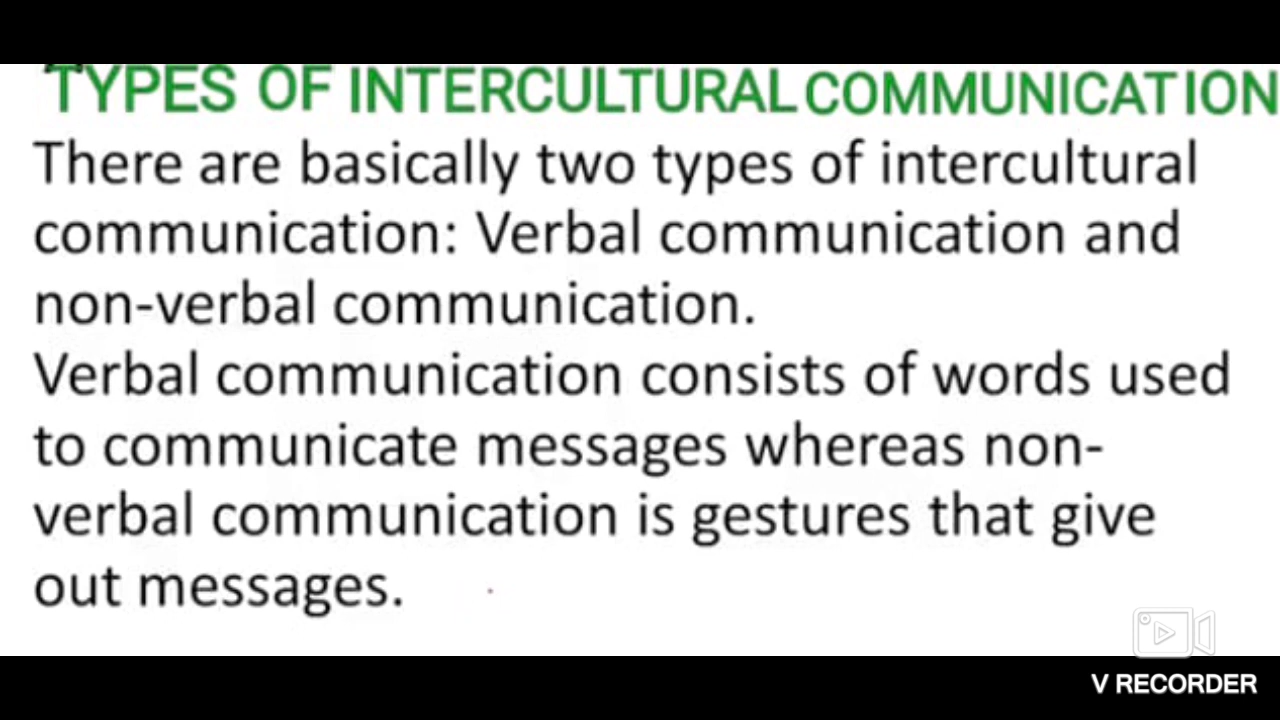 TYPES OF INTERCULTURAL COMMUNICATION
There are basically two types of intercultural
communication: Verbal communication and
non-verbal communication.
Verbal communication consists of words used
to communicate messages whereas non-
verbal communication is gestures that give
out messages.
V RECORDER